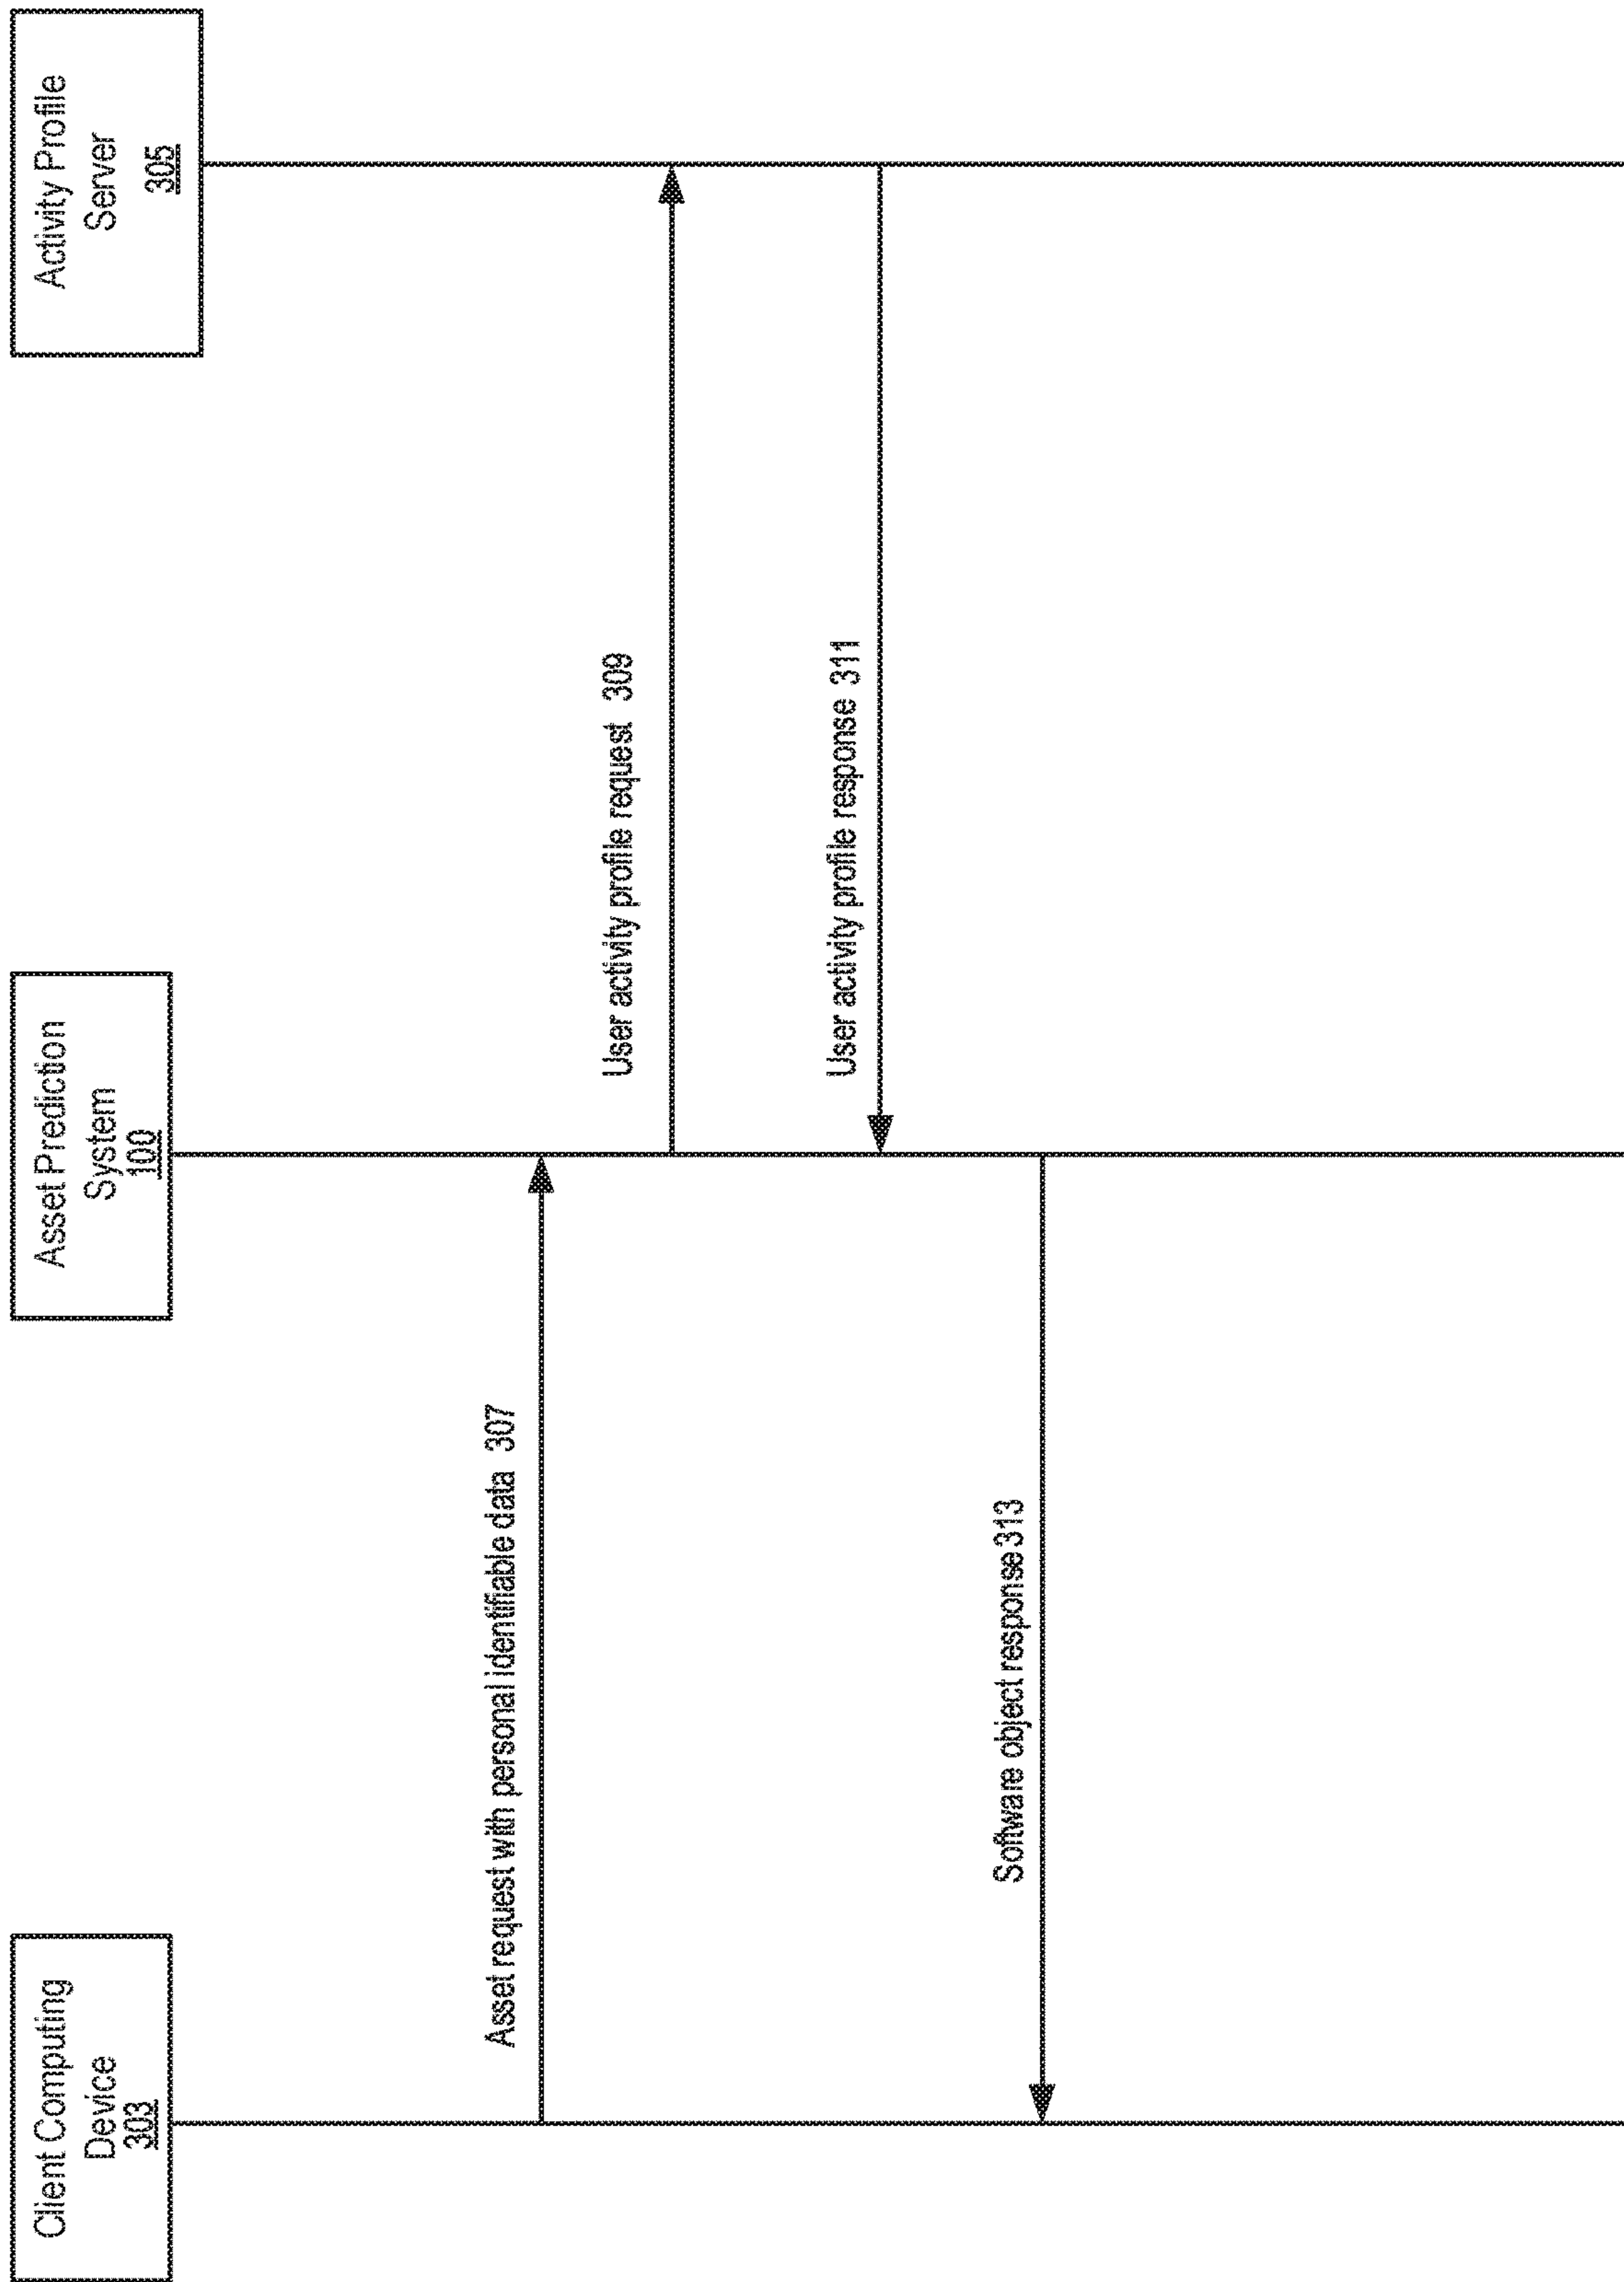 Client Computing
Device
303
Asset Prediction
System
100
Activity Profile
Server
305
Asset request with personal identifiable data 307
User activity profile request 309
User activity profile response 311
Software object response 313